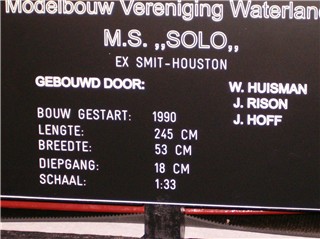 Modelbouw Vereniging Waterland
M.S. ,,SOLO,,
EX SMIT-HOUSTON
GEBOUWD DOOR: W. HUISMAN
J. RISON
J. HOFF
BOUW GESTART: 1990
LENGTE: 245 CM
BREEDTE: 53 CM
DIEPGANG: 18 CM
SCHAAL: 1:33